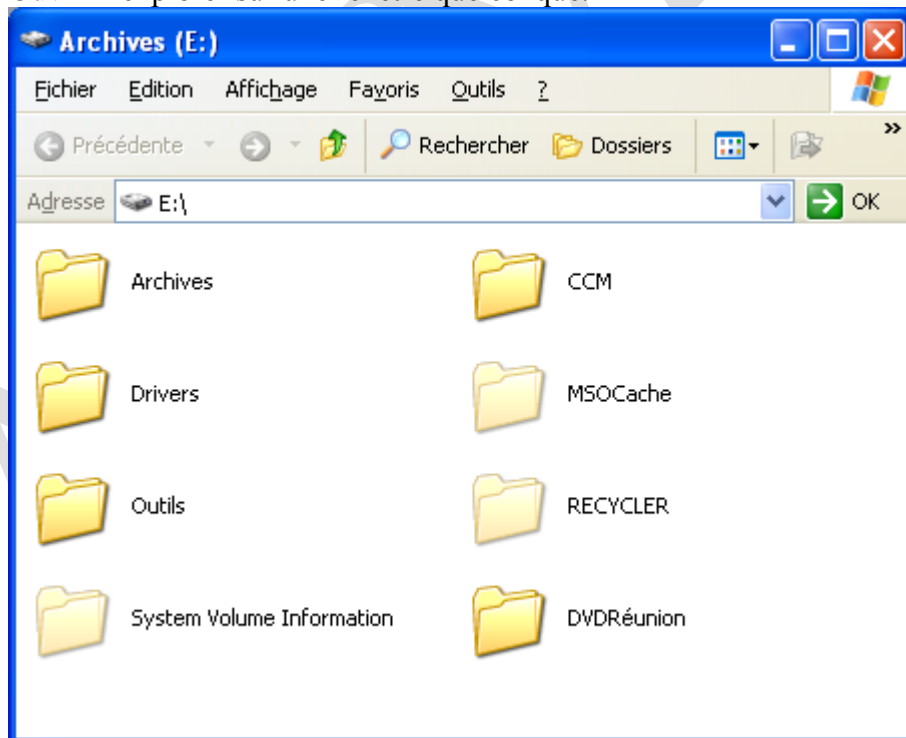 Archives (E:)
Fichier Edition Affichage Favoris Outils ?
Précédente Rechercher Dossiers »
Adresse E:\ OK
Archives CCM
Drivers MSOCache
Outils RECYCLER
System Volume Information DVDRéunion